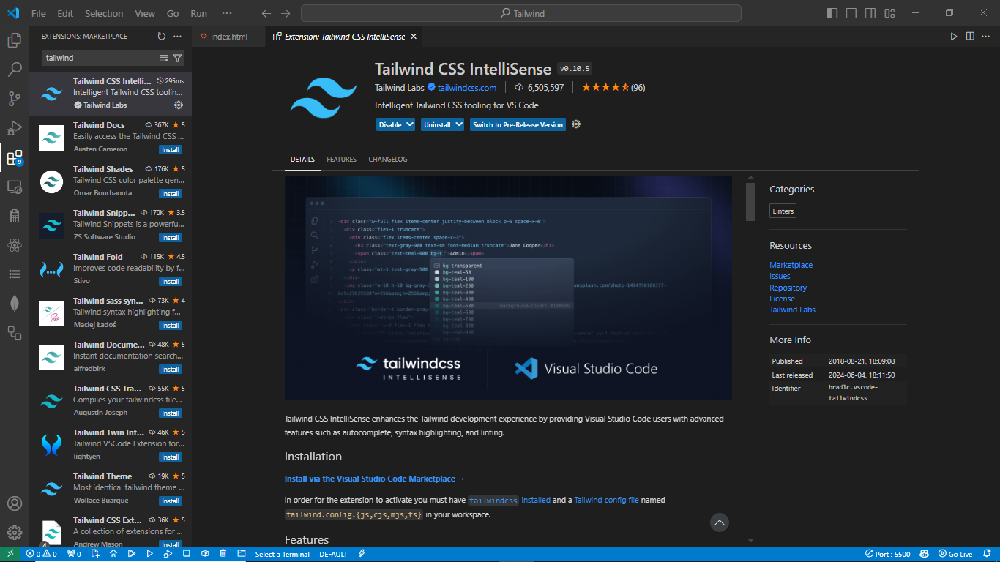 File Edit Selection View Go Run ···
Tailwind
EXTENSIONS: MARKETPLACE
tailwind
index.html
Extension: Tailwind CSS IntelliSense
Tailwind CSS Intelli... 295ms
Intelligent Tailwind CSS toolin...
Tailwind Labs
Tailwind Docs 367K 5
Easily access the Tailwind CSS ...
Austen Cameron Install
Tailwind Shades 176K 5
Tailwind CSS color palette gen...
Omar Bourhaouta Install
Tailwind Snipp... 170K 3.5
Tailwind Snippets is a powerfu...
ZS Software Studio Install
Tailwind Fold 115K 4.5
Improves code readability by f...
Stivo Install
Tailwind sass syn... 73K 4
Tailwind syntax highlighting f...
Maciej Ładoś Install
Tailwind Docume... 48K 5
Instant documentation search...
alfredbirk Install
Tailwind CSS Tra... 55K 5
Compiles your tailwindcss file...
Augustin Joseph Install
Tailwind Twin Int... 46K 5
Tailwind VSCode Extension for...
lightyen Install
Tailwind Theme 19K 5
Most identical tailwind theme ...
Wollace Buarque Install
Tailwind CSS Ext... 36K 5
A collection of extensions for ...
Andrew Mason Install
9
4
Tailwind CSS IntelliSense v0.10.5
Tailwind Labs tailwindcss.com 6,505,597 (96)
Intelligent Tailwind CSS tooling for VS Code
Disable Uninstall Switch to Pre-Release Version
DETAILS FEATURES CHANGELOG
<div class="w-full flex items-center justify-between block p-6 space-x-6">
<div class="flex-1 truncate">
<div class="flex items-center space-x-3">
<h3 class="text-gray-900 text-sm font-medium truncate">Jane Cooper</h3>
<span class="text-teal-600 bg-t">Admin</span>
</div>
<p class="mt-1 text-gray-500
</div>
bg-transparent
bg-teal-50
bg-teal-100
bg-teal-200
bg-teal-300
bg-teal-400
bg-teal-500
bg-teal-600
bg-teal-700
bg-teal-800
bg-teal-900
tailwindcss
INTELLISENSE
Visual Studio Code
Tailwind CSS IntelliSense enhances the Tailwind development experience by providing Visual Studio Code users with advanced
features such as autocomplete, syntax highlighting, and linting.
Installation
Install via the Visual Studio Code Marketplace →
In order for the extension to activate you must have tailwindcss installed and a Tailwind config file named
tailwind.config.{js,cjs,mjs,ts} in your workspace.
Features
Categories
Linters
Resources
Marketplace
Issues
Repository
License
Tailwind Labs
More Info
Published 2018-08-21, 18:09:08
Last released 2024-06-04, 18:11:50
Identifier bradlc.vscode-
tailwindcss
0 0 0 Select a Terminal DEFAULT Port : 5500 Go Live